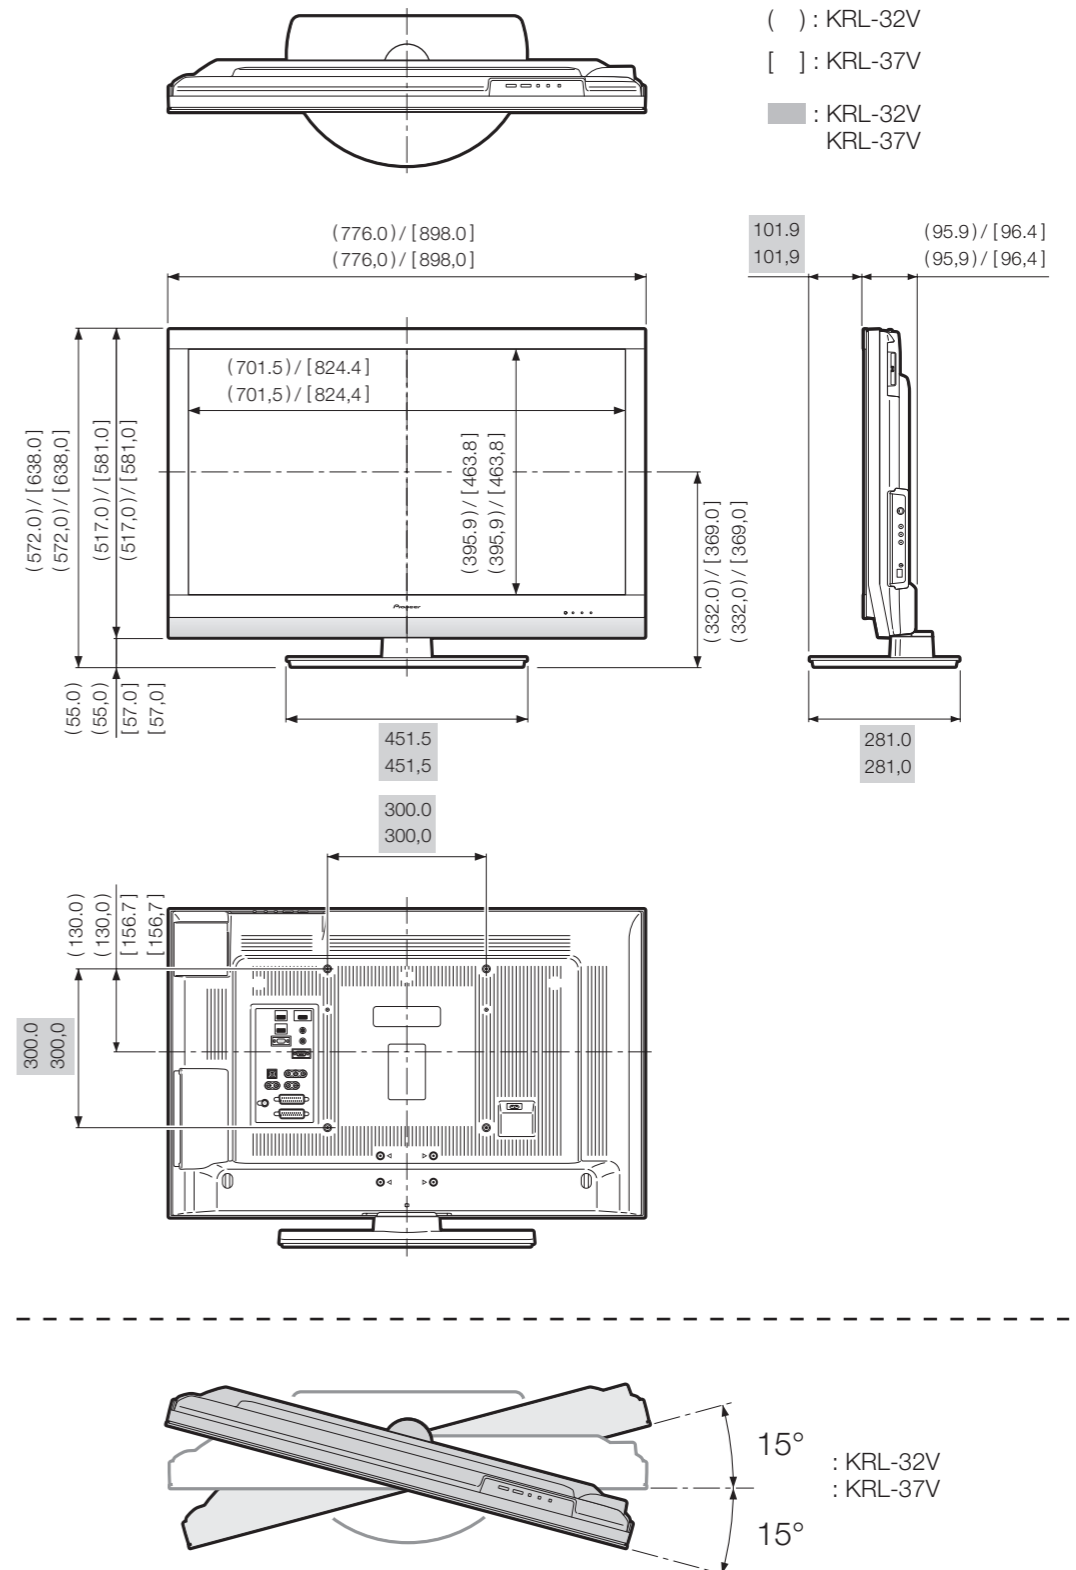 ( ) : KRL-32V
[ ] : KRL-37V
: KRL-32V
KRL-37V
(776.0) / [898.0]
(776,0) / [898,0]
101.9
101,9
(95.9) / [96.4]
(95,9) / [96,4]
(701.5) / [824.4]
(701,5) / [824,4]
(572.0) / [638.0]
(572,0) / [638,0]
(517.0) / [581.0]
(517,0) / [581,0]
(395.9) / [463.8]
(395,9) / [463,8]
(332.0) / [369.0]
(332,0) / [369,0]
Pioneer
(55.0)
(55,0)
[57.0]
[57,0]
451.5
451,5
281.0
281,0
300.0
300,0
(130.0)
(130,0)
[156.7]
[156,7]
300.0
300,0
15°
: KRL-32V
: KRL-37V
15°